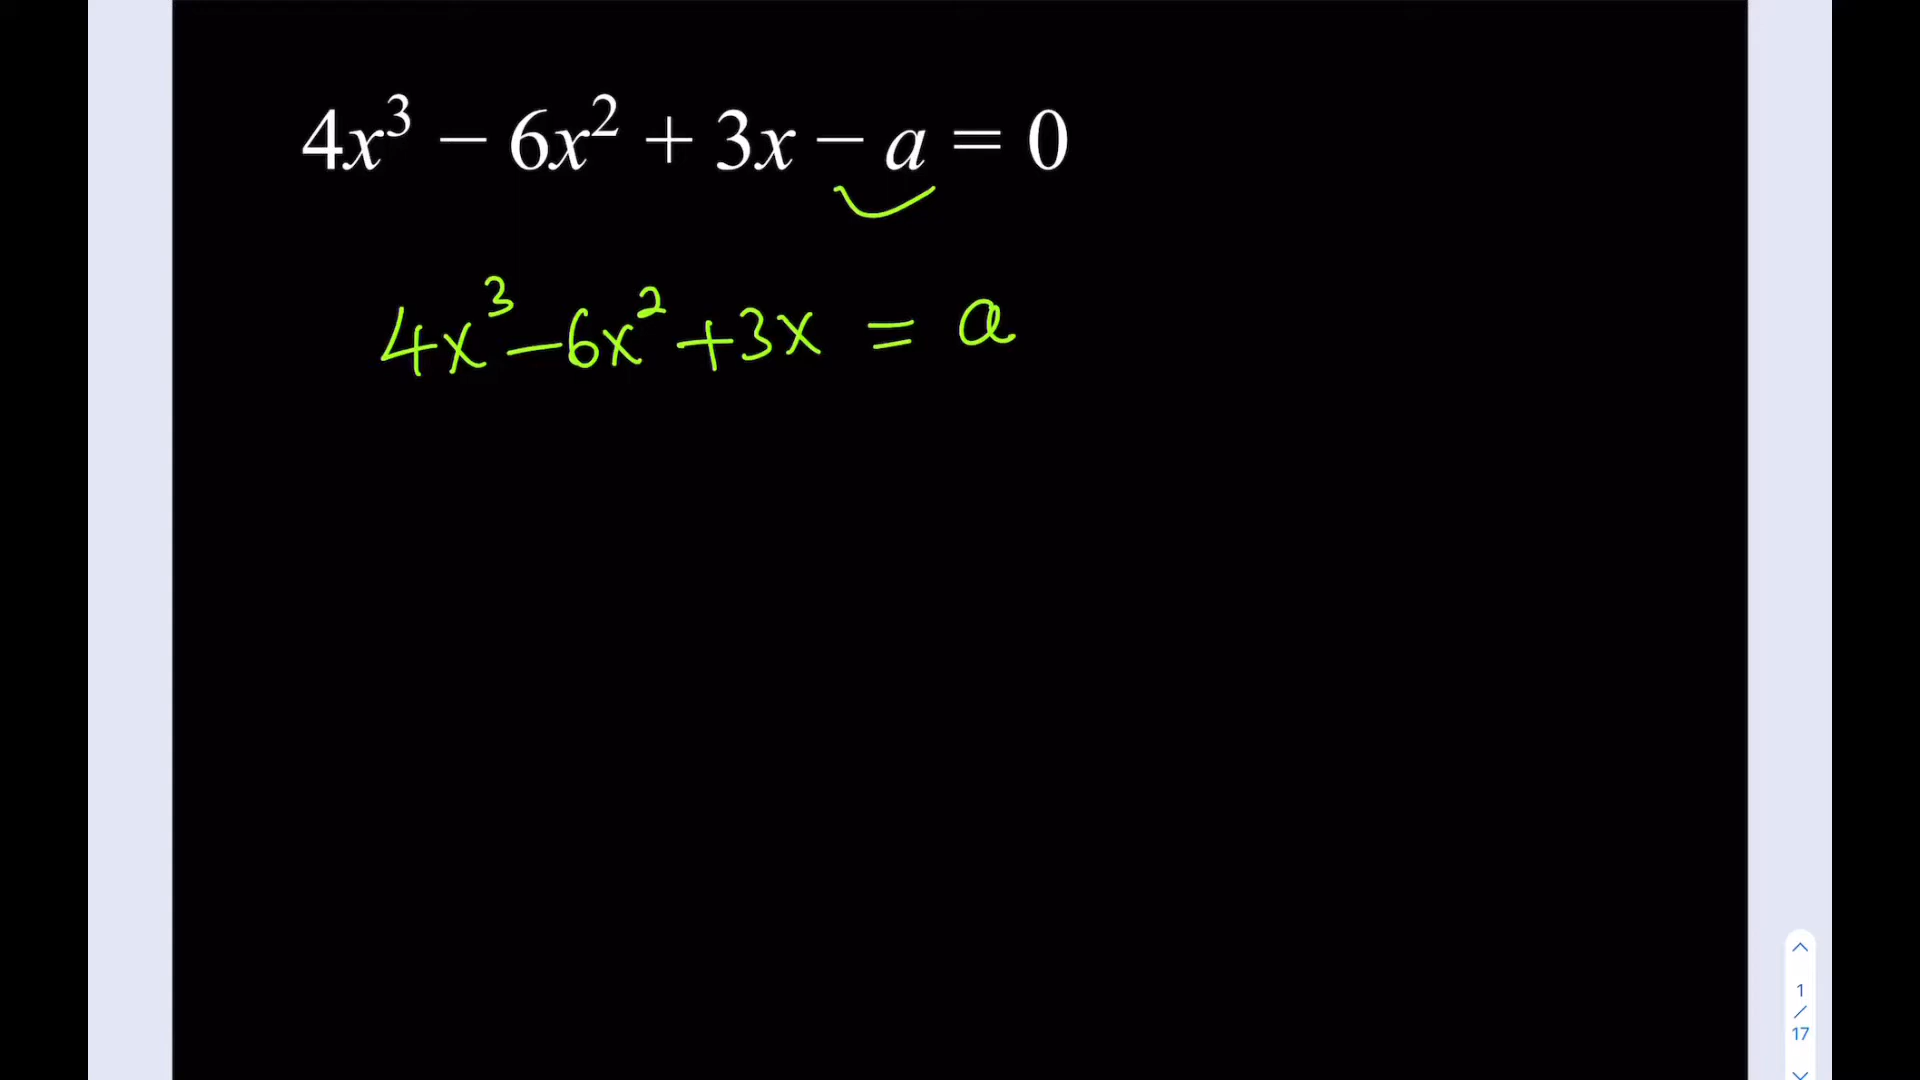 4x³ − 6x² + 3x − a = 0
4x³ − 6x² + 3x = a
1
/
17